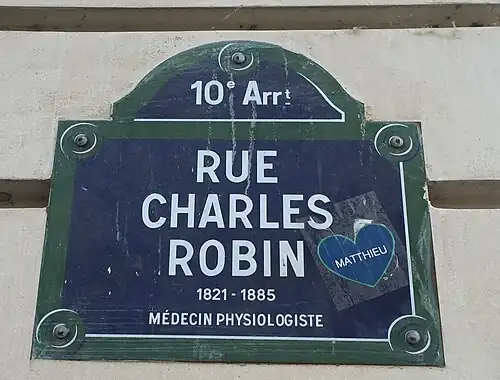 10e Arrt
RUE
CHARLES
ROBIN
MATTHIEU
1821 - 1885
MÉDECIN PHYSIOLOGISTE